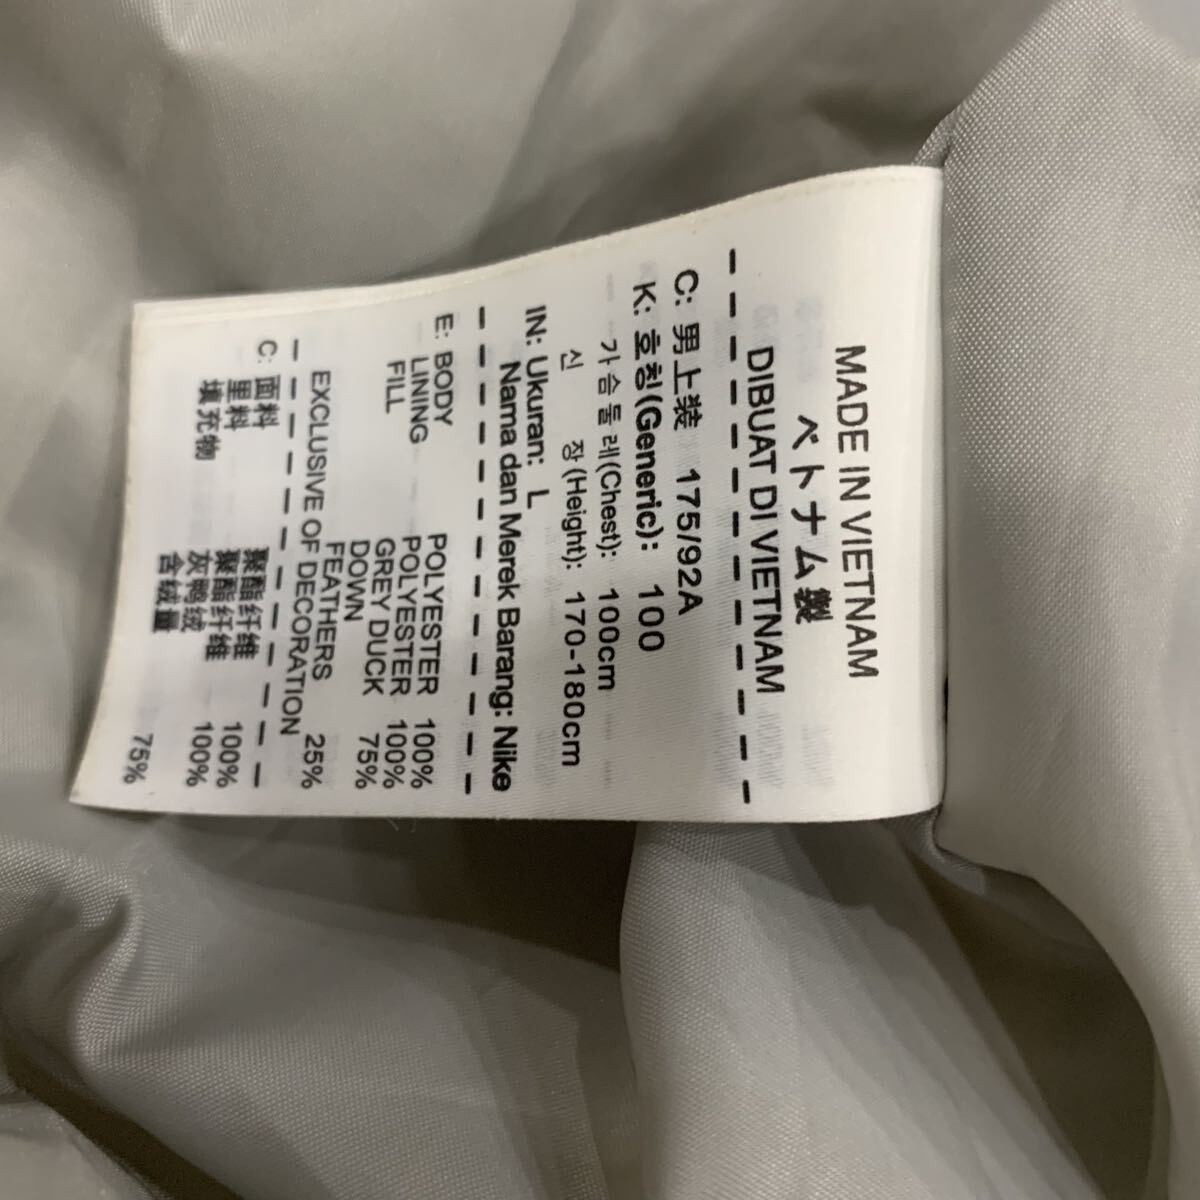 MADE IN VIETNAM
ベトナム製
DIBUAT DI VIETNAM
C: 男上装 175/92A
K: 호칭(Generic): 100
가슴둘레(Chest): 100cm
신 장(Height): 170-180cm
IN: Ukuran: L
Nama dan Merek Barang: Nike
E: BODY POLYESTER 100%
LINING POLYESTER 100%
FILL GREY DUCK 75%
DOWN
FEATHERS 25%
EXCLUSIVE OF DECORATION
C: 面料 聚酯纤维 100%
里料 聚酯纤维 100%
填充物 灰鸭绒
含绒量 75%